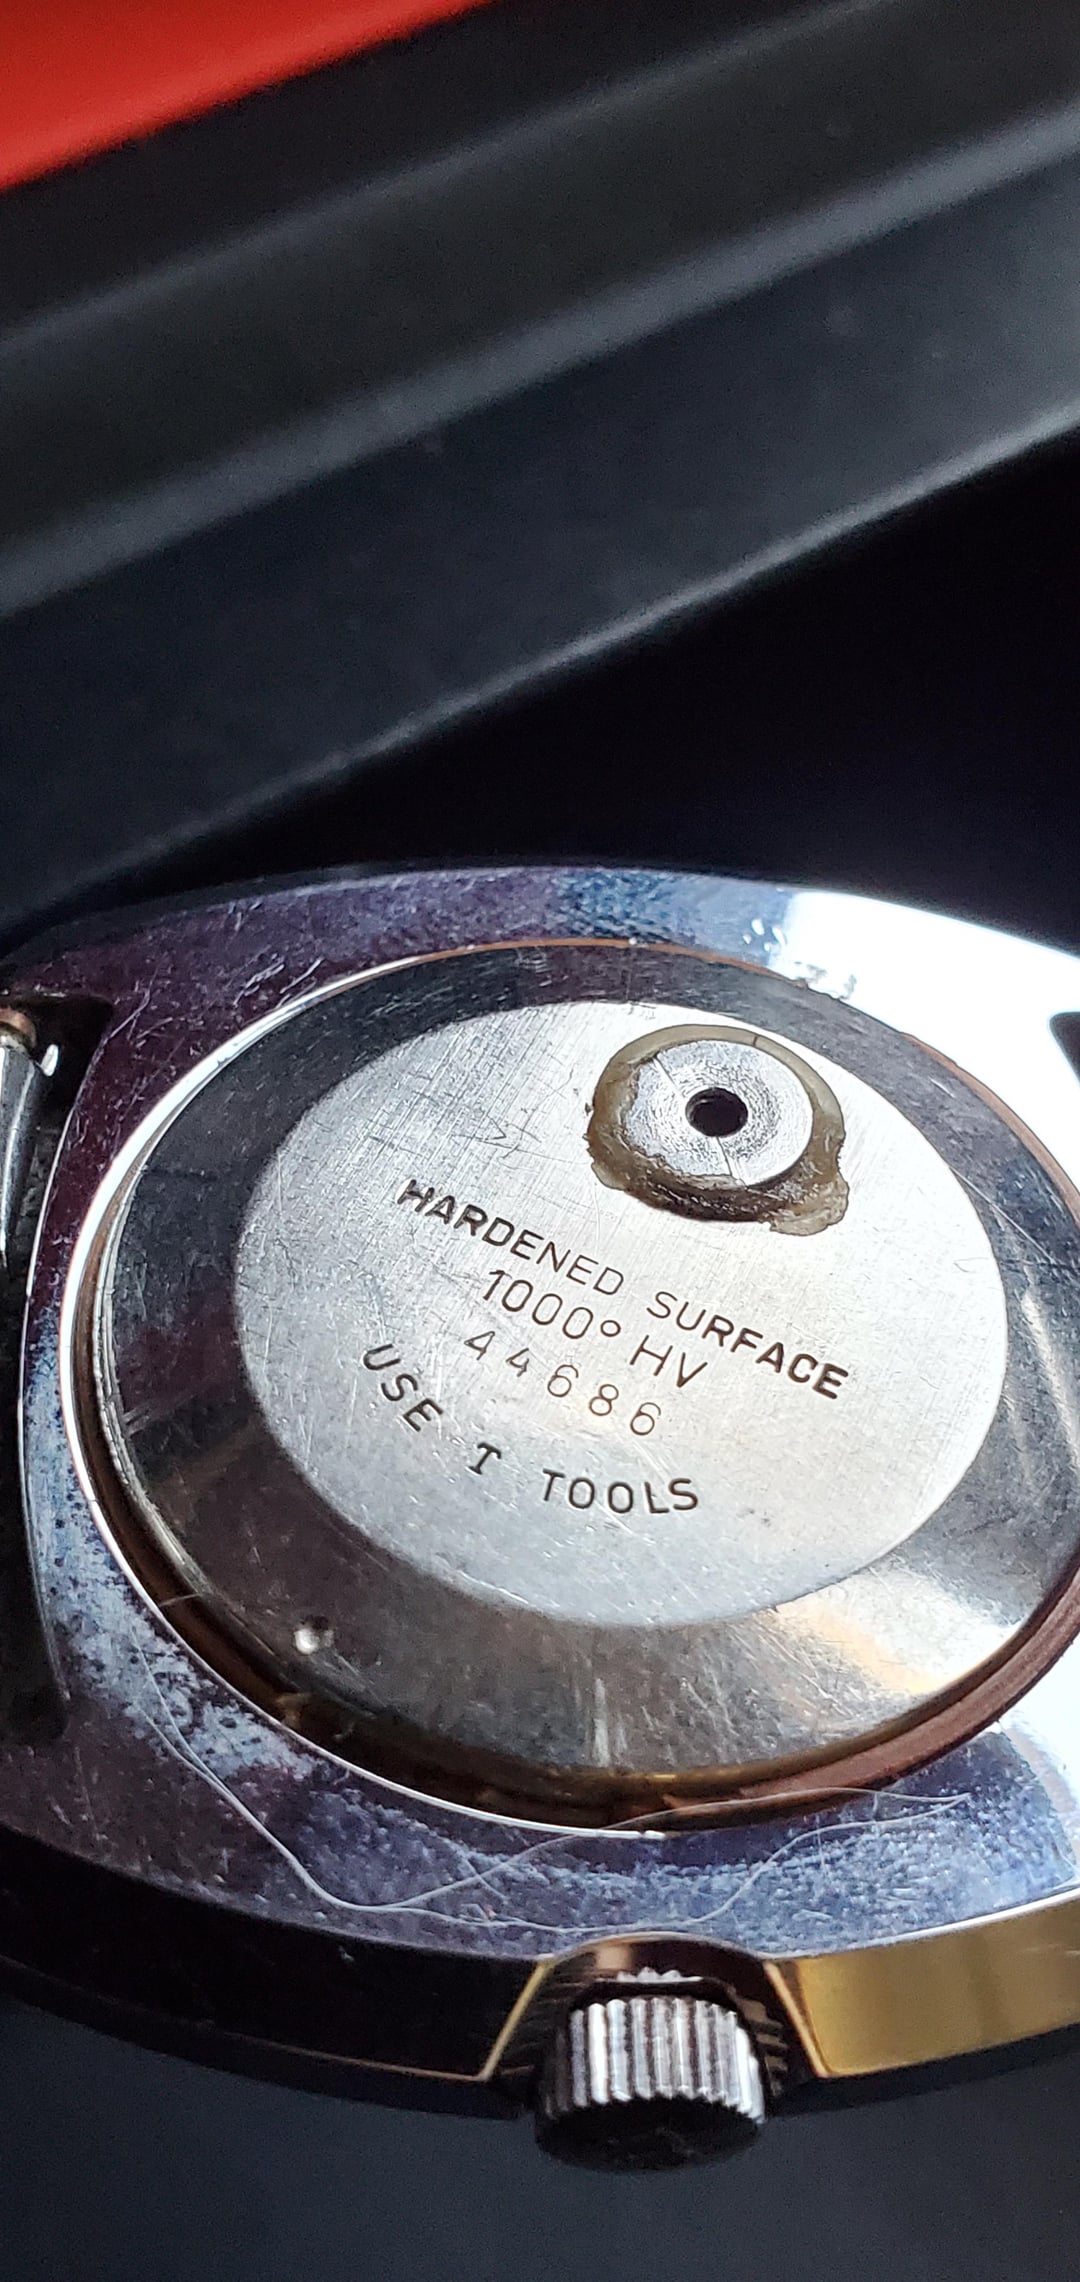 HARDENED SURFACE
1000° HV
44686
USE T TOOLS